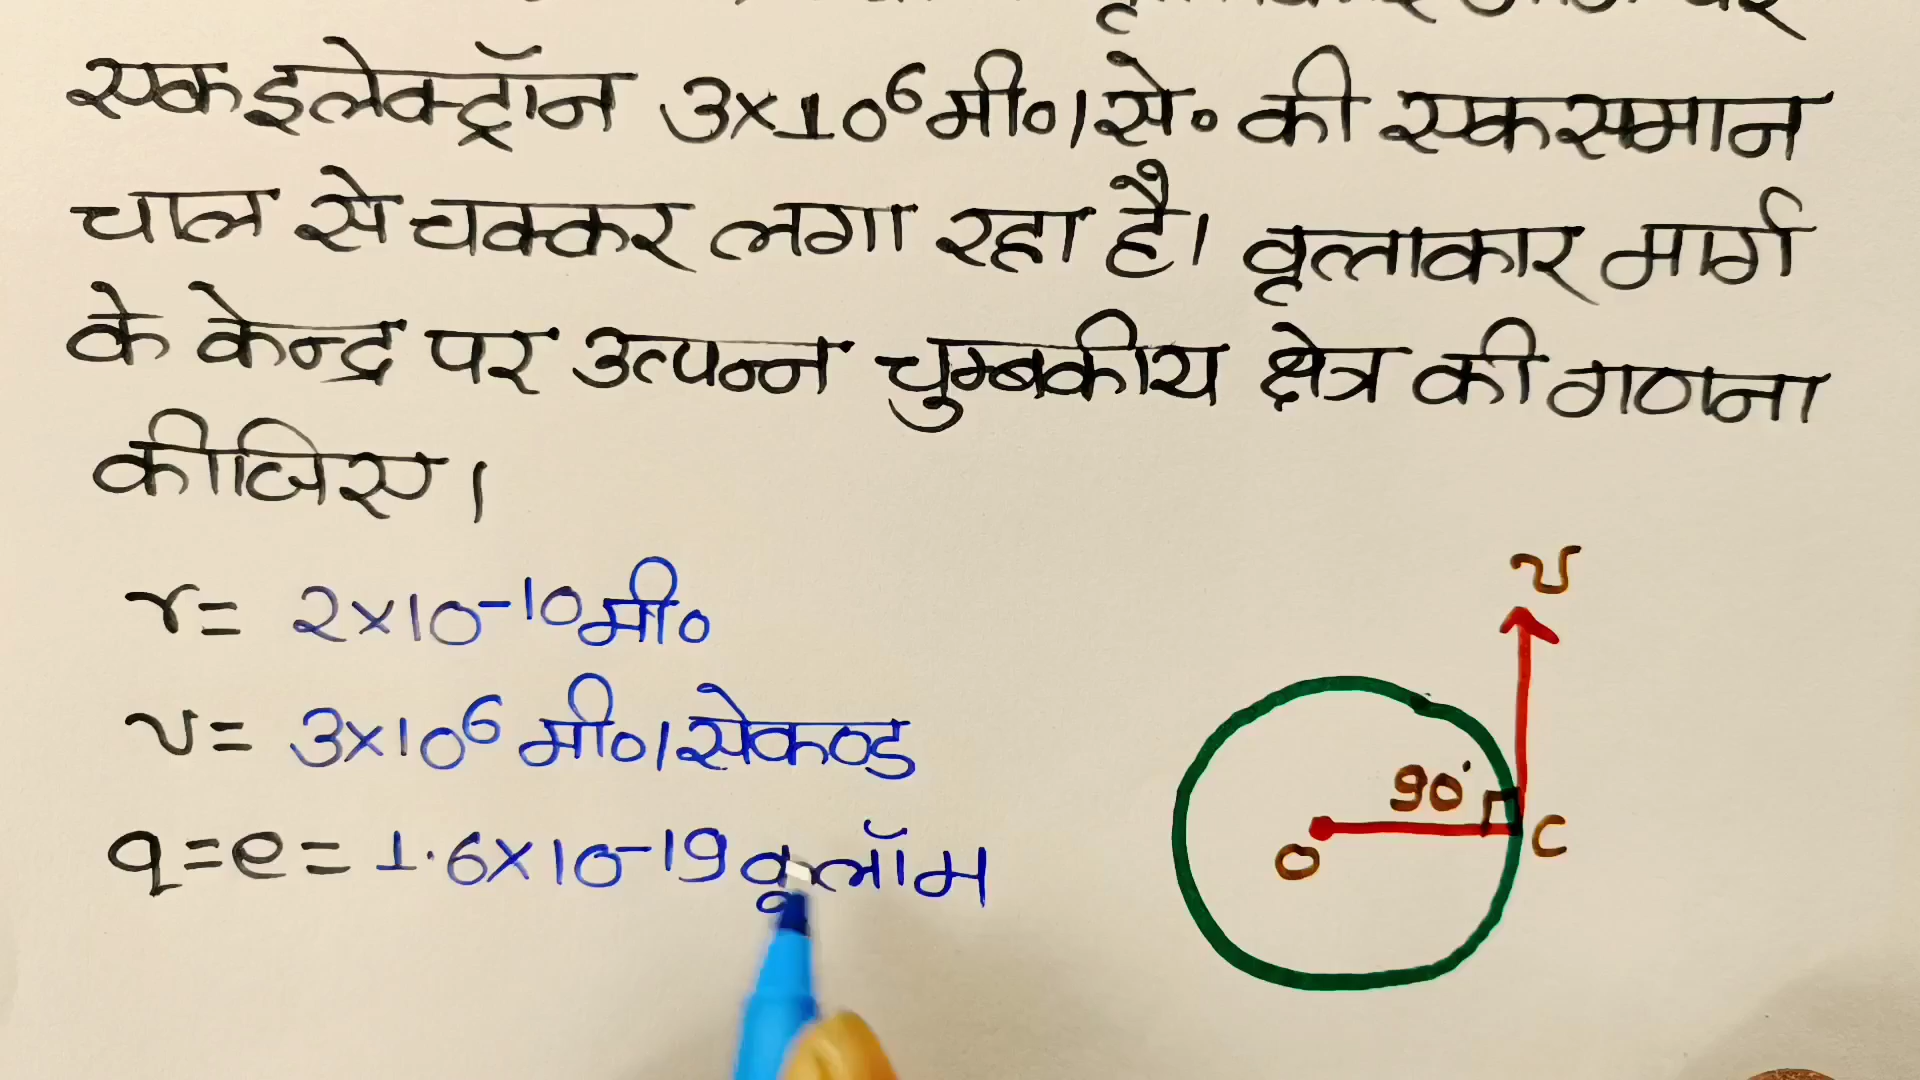 एक इलेक्ट्रॉन 3×10⁶ मी०/से० की एकसमान
चाल से चक्कर लगा रहा है। वृत्ताकार मार्ग
के केन्द्र पर उत्पन्न चुम्बकीय क्षेत्र की गणना
कीजिए।
r= 2×10⁻¹⁰ मी०
v= 3×10⁶ मी०/सेकण्ड
q=e= 1.6×10⁻¹⁹ कूलॉम
v
90°
O
C